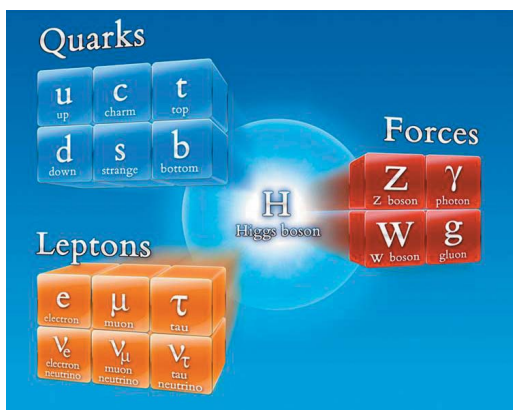 Quarks
u c t
up charm top
d s b
down strange bottom
Forces
Z γ
Z boson photon
W g
W boson gluon
H
Higgs boson
Leptons
e μ τ
electron muon tau
νe νμ ντ
electron muon tau
neutrino neutrino neutrino